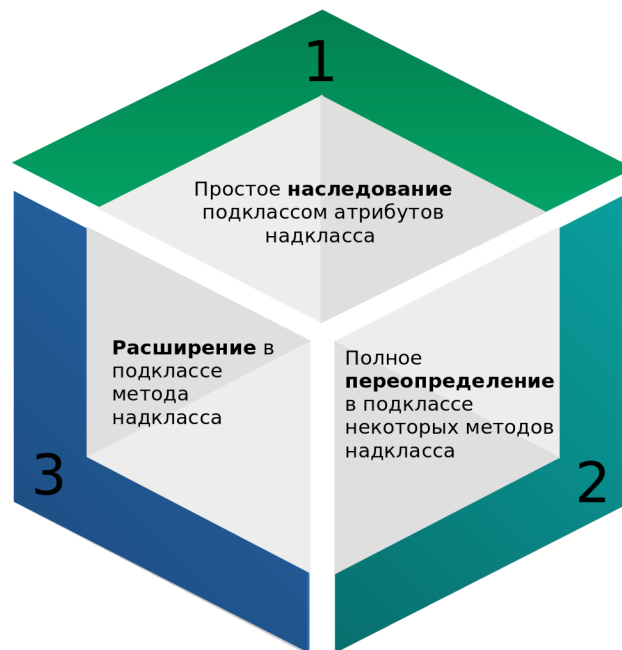 1
Простое наследование
подклассом атрибутов
надкласса
Расширение в
подклассе
метода
надкласса
3
Полное
переопределение
в подклассе
некоторых методов
надкласса
2